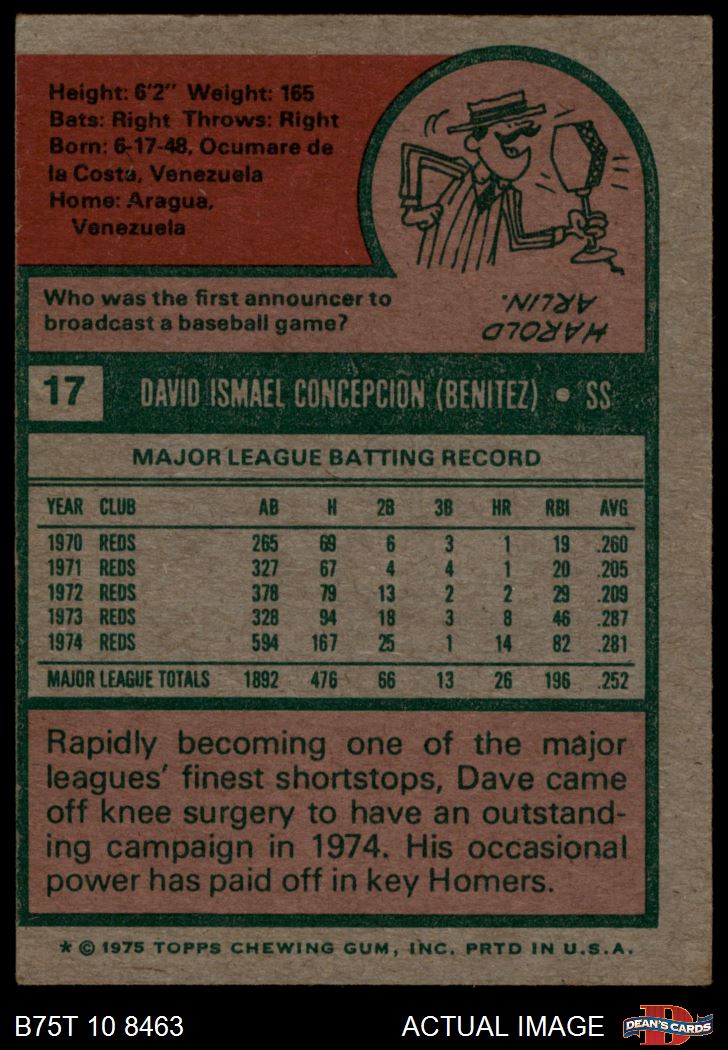 Height: 6'2" Weight: 165
Bats: Right Throws: Right
Born: 6-17-48, Ocumare de
la Costa, Venezuela
Home: Aragua,
Venezuela
Who was the first announcer to
broadcast a baseball game?
HAROLD
ARLIN.
17 DAVID ISMAEL CONCEPCION (BENITEZ) • SS
MAJOR LEAGUE BATTING RECORD
YEAR CLUB AB H 2B 3B HR RBI AVG
1970 REDS 265 69 6 3 1 19 .260
1971 REDS 327 67 4 4 1 20 .205
1972 REDS 378 79 13 2 2 29 .209
1973 REDS 328 94 18 3 8 46 .287
1974 REDS 594 167 25 1 14 82 .281
MAJOR LEAGUE TOTALS 1892 476 66 13 26 196 .252
Rapidly becoming one of the major
leagues' finest shortstops, Dave came
off knee surgery to have an outstand-
ing campaign in 1974. His occasional
power has paid off in key Homers.
* © 1975 TOPPS CHEWING GUM, INC. PRTD IN U.S.A.
B75T 10 8463 ACTUAL IMAGE
D
DEAN'S CARDS